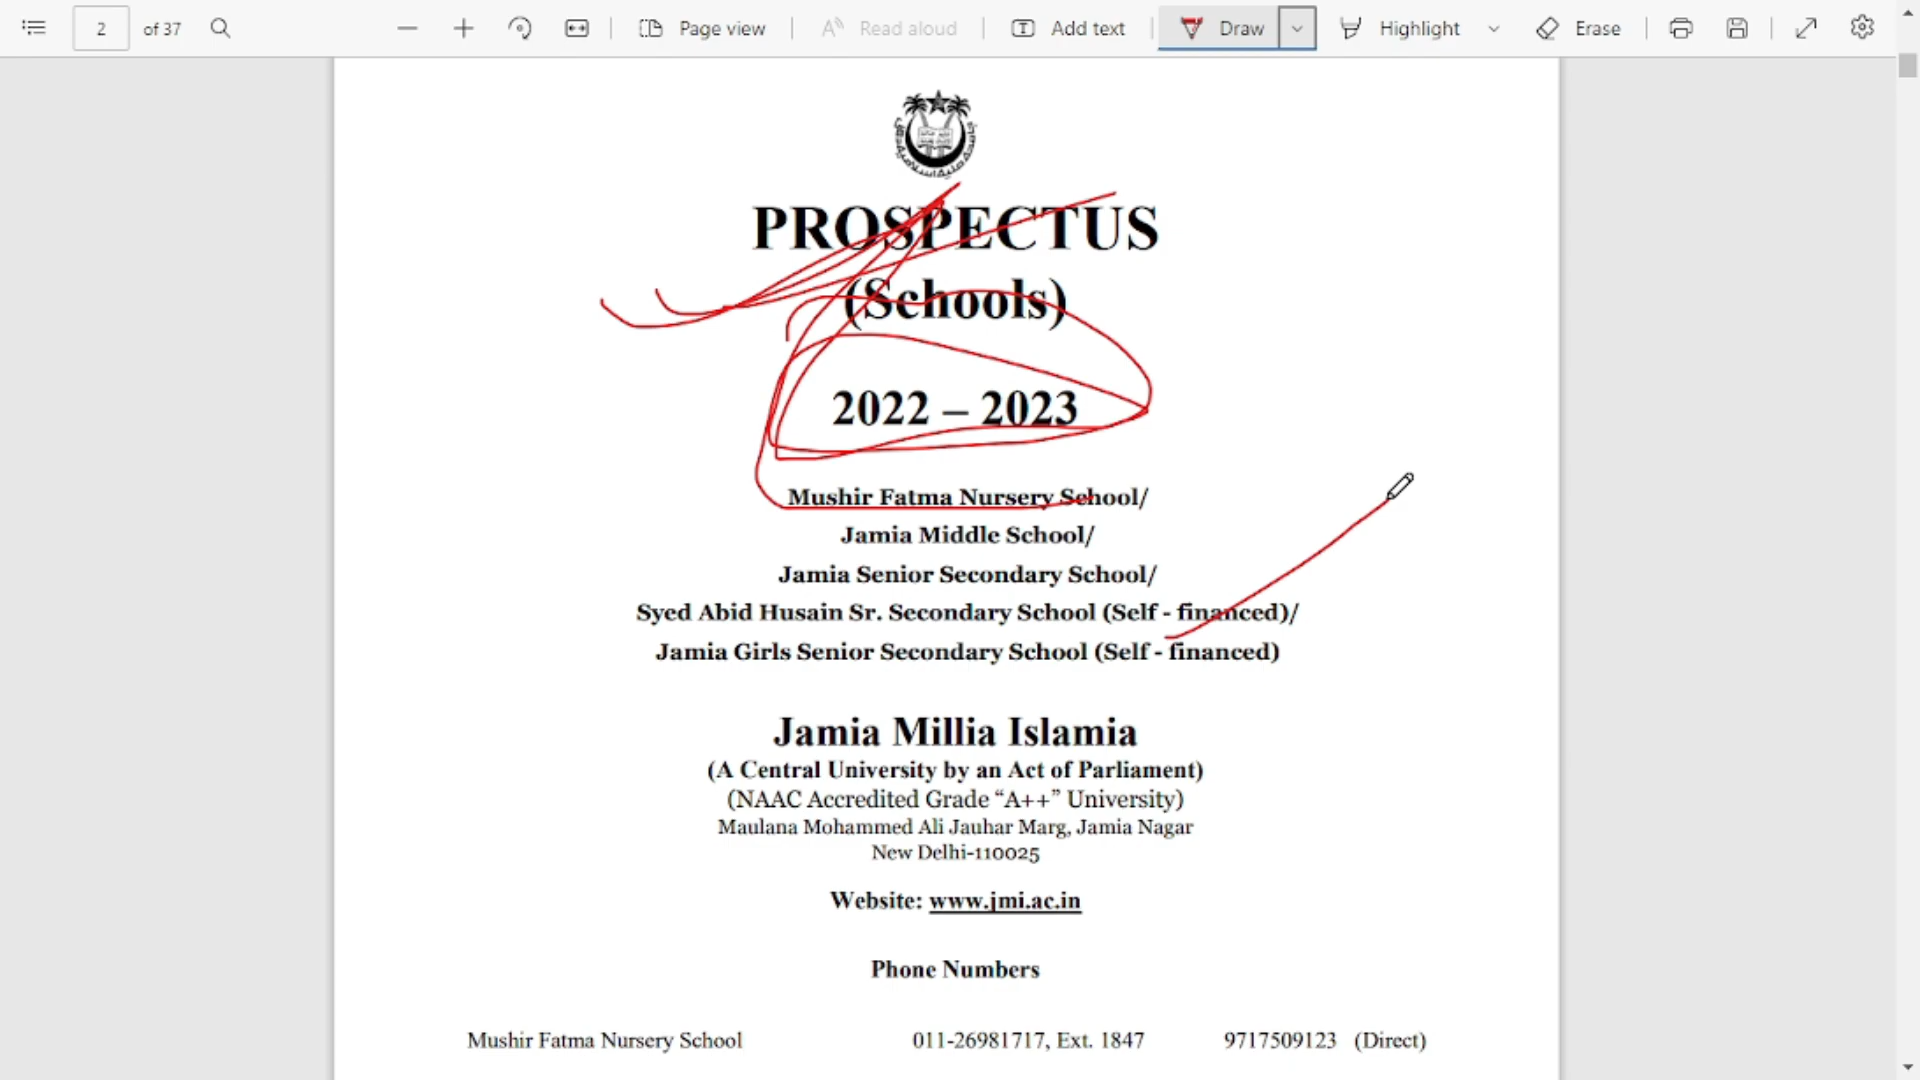 2 of 37 Page view Read aloud Add text Draw Highlight Erase
PROSPECTUS
(Schools)
2022 – 2023
Mushir Fatma Nursery School/
Jamia Middle School/
Jamia Senior Secondary School/
Syed Abid Husain Sr. Secondary School (Self - financed)/
Jamia Girls Senior Secondary School (Self - financed)
Jamia Millia Islamia
(A Central University by an Act of Parliament)
(NAAC Accredited Grade “A++” University)
Maulana Mohammed Ali Jauhar Marg, Jamia Nagar
New Delhi-110025
Website: www.jmi.ac.in
Phone Numbers
Mushir Fatma Nursery School 011-26981717, Ext. 1847 9717509123 (Direct)